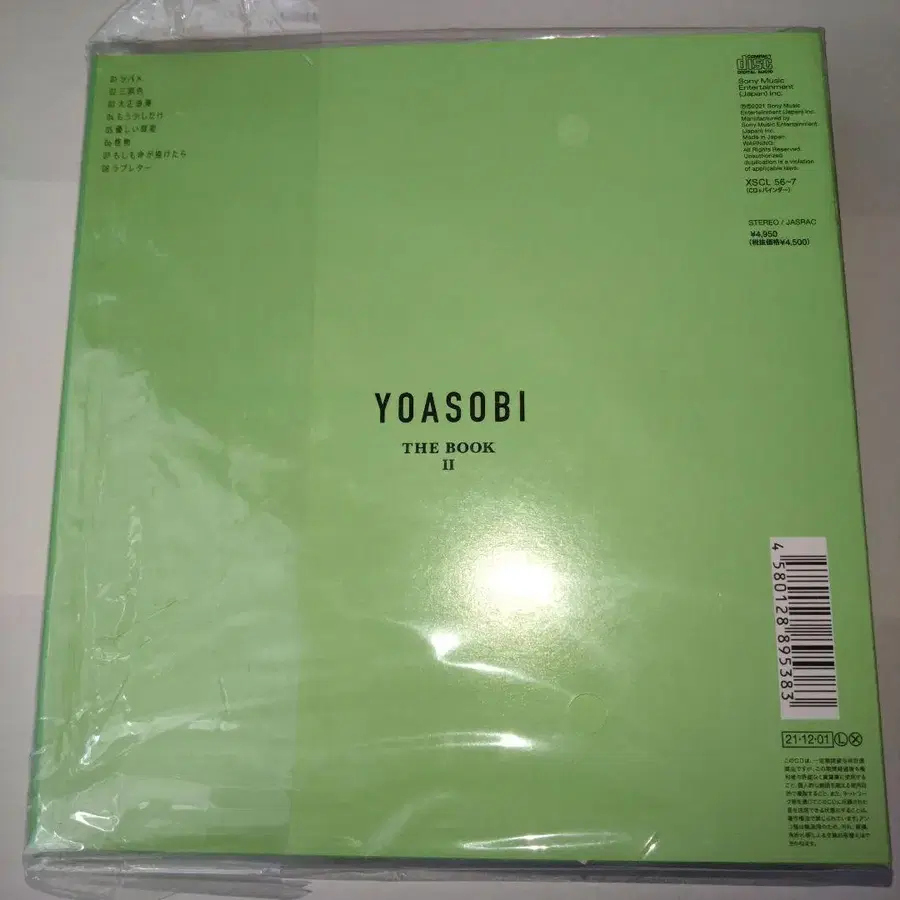 01 ツバメ
02 三原色
03 大正浪漫
04 もう少しだけ
05 優しい彗星
06 怪物
07 もしも命が描けたら
08 ラブレター
COMPACT
disc
DIGITAL AUDIO
Sony Music
Entertainment
(Japan) Inc.
℗©2021 Sony Music
Entertainment (Japan) Inc.
Manufactured by
Sony Music Entertainment
(Japan) Inc.
Made in Japan.
WARNING:
All Rights Reserved.
Unauthorized
duplication is a violation
of applicable laws.
XSCL 56~7
(CD+バインダー)
STEREO / JASRAC
¥4,950
(税抜価格¥4,500)
YOASOBI
THE BOOK
II
4 580128 895383
21·12·01 Ⓛ Ⓧ